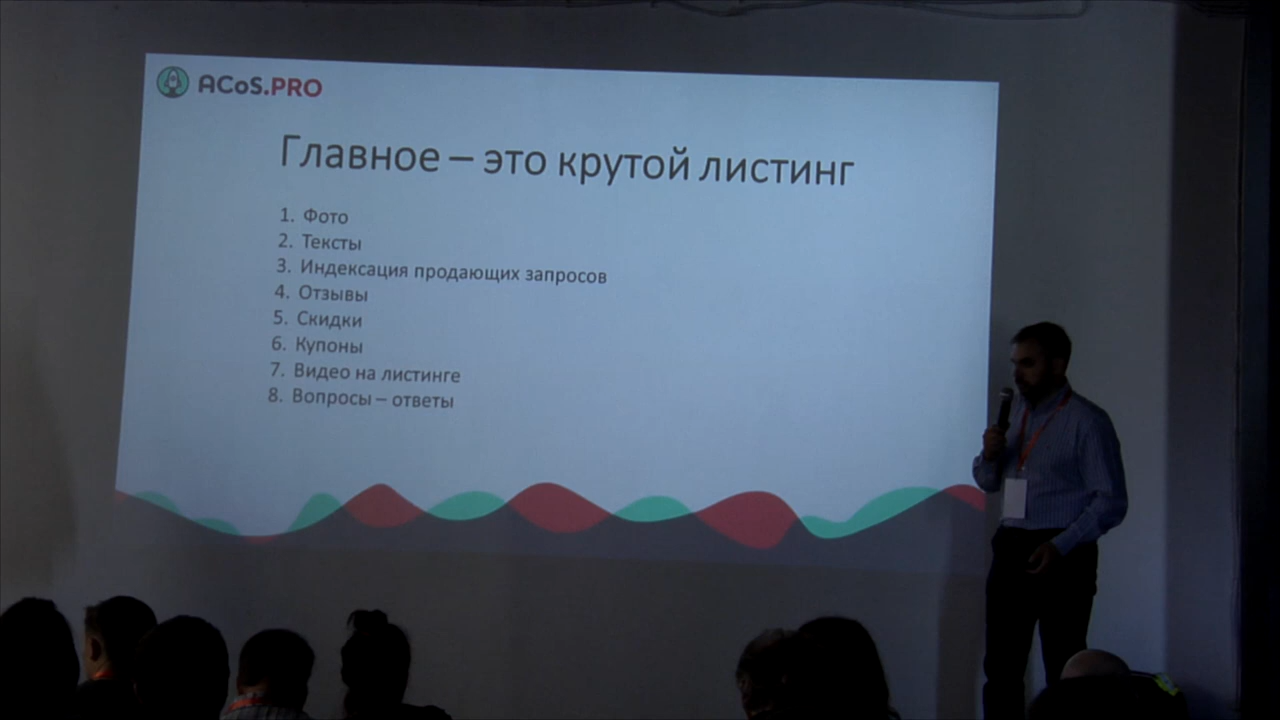 ACoS.PRO
Главное – это крутой листинг
1. Фото
2. Тексты
3. Индексация продающих запросов
4. Отзывы
5. Скидки
6. Купоны
7. Видео на листинге
8. Вопросы – ответы